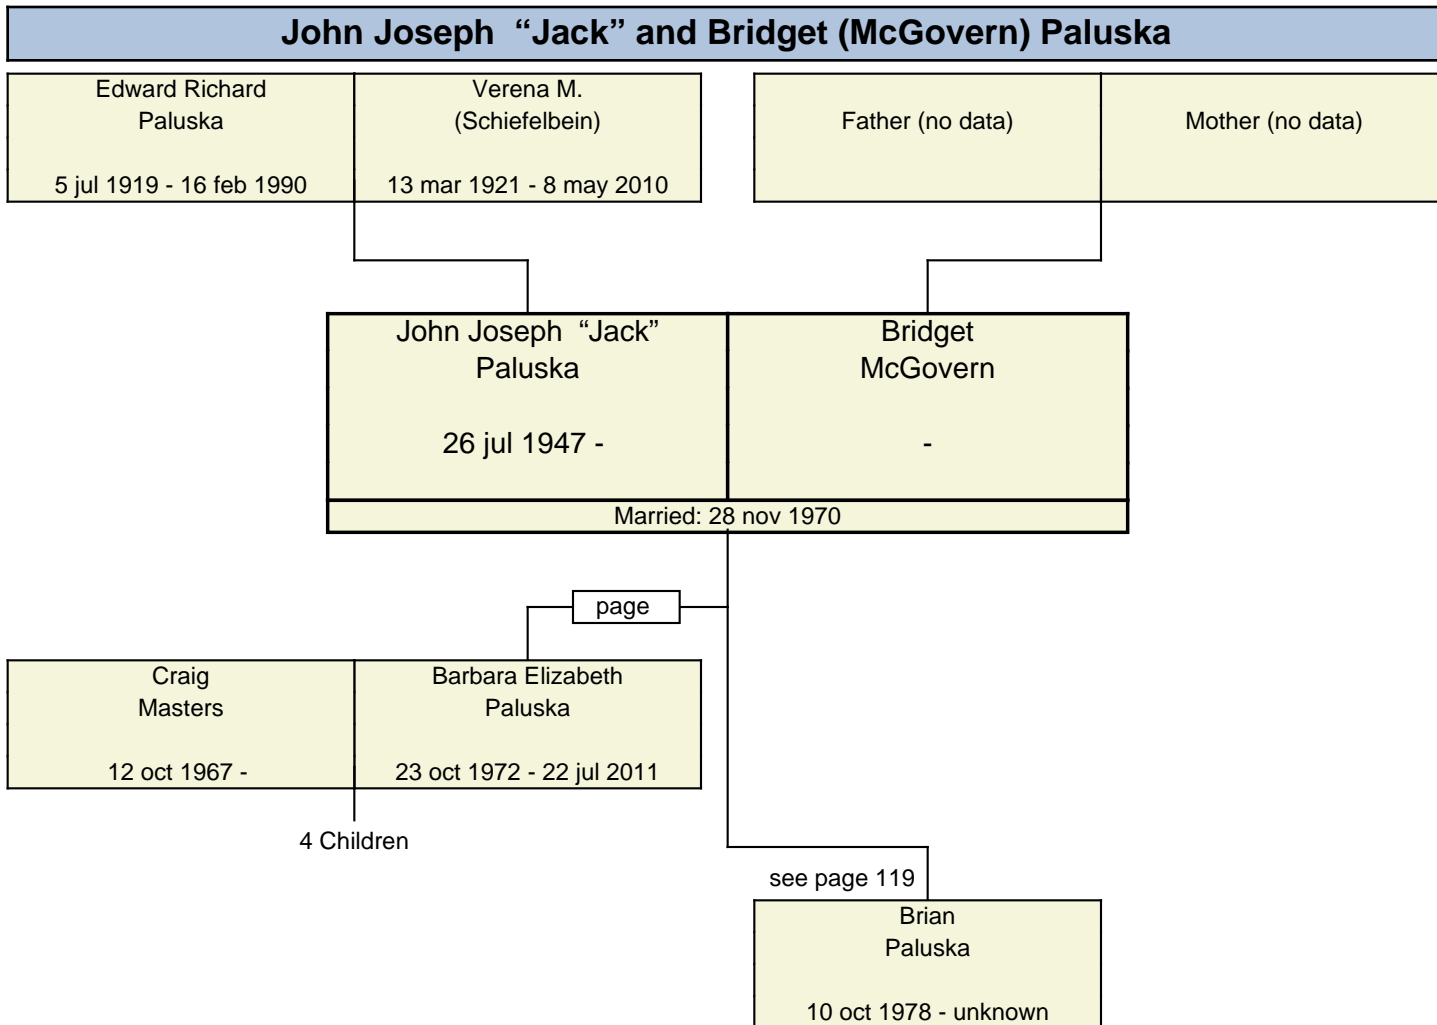 John Joseph  “Jack” and Bridget (McGovern) Paluska
Edward Richard
Paluska
5 jul 1919 - 16 feb 1990
Verena M.
(Schiefelbein)
13 mar 1921 - 8 may 2010
Father (no data)
Mother (no data)
John Joseph  “Jack”
Paluska
26 jul 1947 -
Bridget
McGovern
-
Married: 28 nov 1970
page
Craig
Masters
12 oct 1967 -
Barbara Elizabeth
Paluska
23 oct 1972 - 22 jul 2011
4 Children
see page 119
Brian
Paluska
10 oct 1978 - unknown